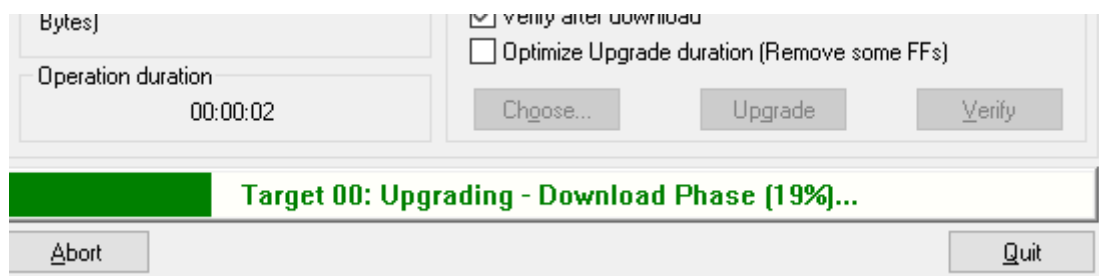 Bytes)
Verify after download
Optimize Upgrade duration (Remove some FFs)
Operation duration
00:00:02
Choose...
Upgrade
Verify
Target 00: Upgrading - Download Phase (19%)...
Abort
Quit